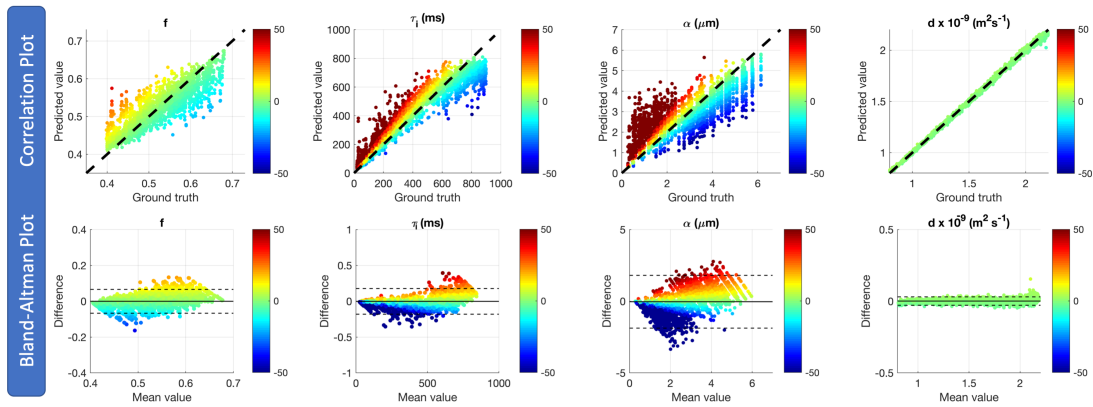 Correlation Plot
f
Predicted value
0.7
0.6
0.5
0.4
0.4 0.5 0.6 0.7
Ground truth
50
0
-50
τi (ms)
Predicted value
1000
800
600
400
200
0
0 200 400 600 800 1000
Ground truth
50
0
-50
α (μm)
Predicted value
7
6
5
4
3
2
1
0
0 2 4 6
Ground truth
50
0
-50
d x 10-9 (m2s-1)
Predicted value
2
1.5
1
1 1.5 2
Ground truth
50
0
-50
Bland-Altman Plot
f
Difference
0.4
0.2
0
-0.2
-0.4
0.4 0.5 0.6 0.7
Mean value
50
0
-50
τi (ms)
Difference
1
0.5
0
-0.5
-1
0 500 1000
Mean value
50
0
-50
α (μm)
Difference
5
0
-5
0 2 4 6
Mean value
50
0
-50
d x 10-9 (m2 s-1)
Difference
0.5
0
-0.5
1 1.5 2
Mean value
50
0
-50